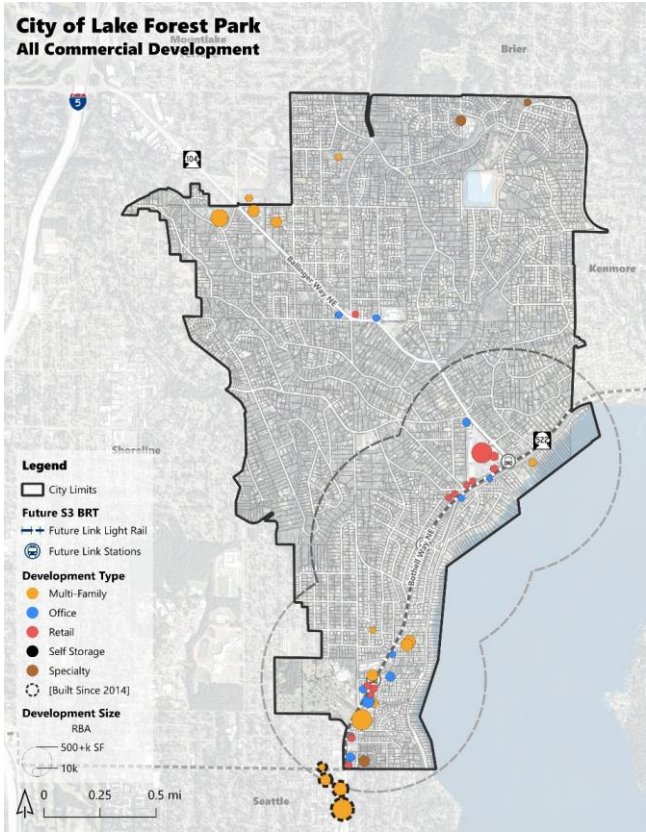 City of Lake Forest Park
All Commercial Development
Mountlake
Brier
5
104
Kenmore
Ballinger Way NE
522
Shoreline
Bothell Way NE
Legend
City Limits
Future S3 BRT
Future Link Light Rail
Future Link Stations
Development Type
Multi-Family
Office
Retail
Self Storage
Specialty
[Built Since 2014]
Development Size
RBA
500+k SF
10k
0 0.25 0.5 mi
Seattle